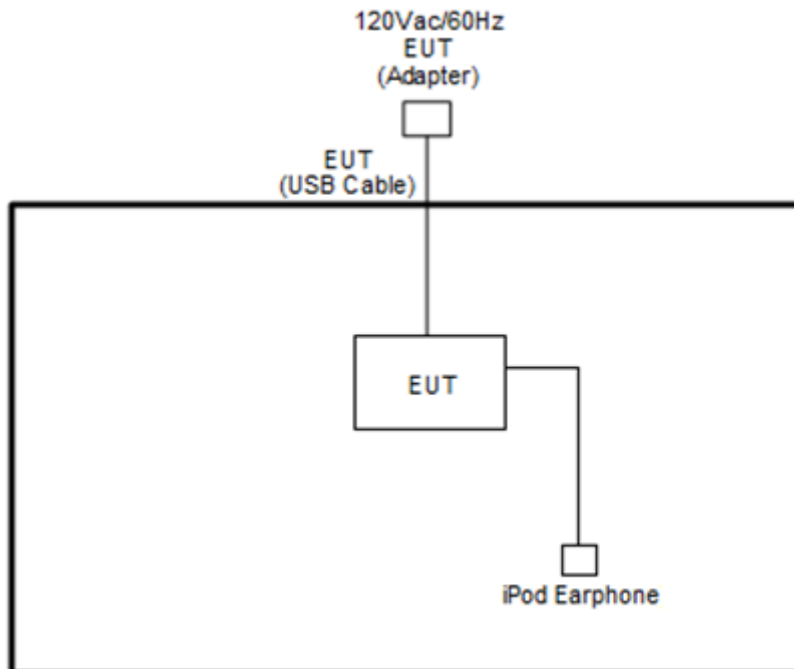 120Vac/60Hz
EUT
(Adapter)
EUT
(USB Cable)
EUT
iPod Earphone